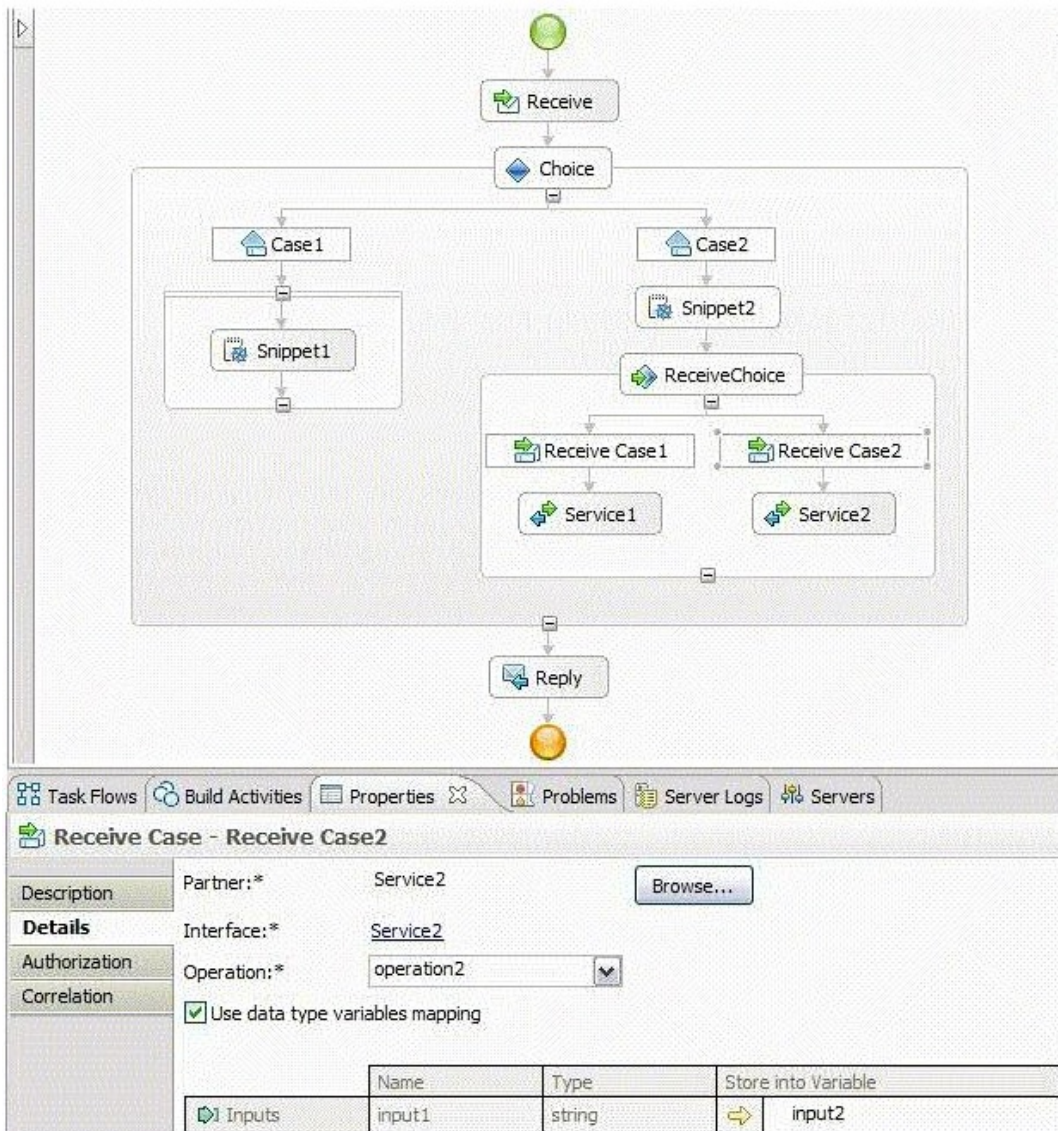 Receive
Choice
Case1
Case2
Snippet2
Snippet1
ReceiveChoice
Receive Case1
Receive Case2
Service1
Service2
Reply
Task Flows
Build Activities
Properties
Problems
Server Logs
Servers
Receive Case - Receive Case2
Description
Details
Authorization
Correlation
Partner:* Service2 Browse...
Interface:* Service2
Operation:* operation2
Use data type variables mapping
Name Type Store into Variable
Inputs input1 string input2